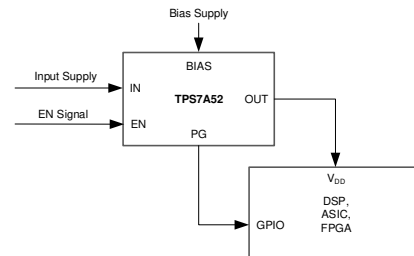 Bias Supply
BIAS
Input Supply
IN
TPS7A52
OUT
EN Signal
EN
PG
VDD
DSP,
ASIC,
FPGA
GPIO